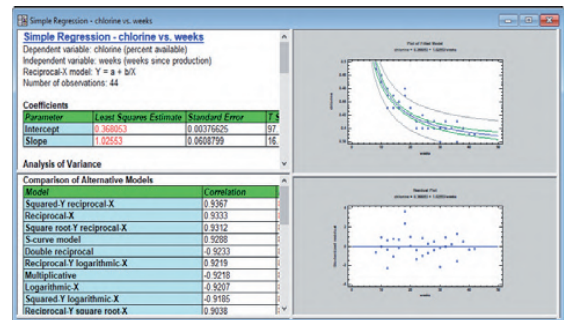 Simple Regression - chlorine vs. weeks
Simple Regression - chlorine vs. weeks
Dependent variable: chlorine (percent available)
Independent variable: weeks (weeks since production)
Reciprocal-X model: Y = a + b/X
Number of observations: 44
Coefficients
Parameter Least Squares Estimate Standard Error T S
Intercept 0.368053 0.00376625 97.
Slope 1.02553 0.0608799 16.
Analysis of Variance
Comparison of Alternative Models
Model Correlation
Squared-Y reciprocal-X 0.9367
Reciprocal-X 0.9333
Square root-Y reciprocal-X 0.9312
S-curve model 0.9288
Double reciprocal -0.9233
Reciprocal-Y logarithmic-X 0.9219
Multiplicative -0.9218
Logarithmic-X -0.9207
Squared-Y logarithmic-X -0.9185
Reciprocal-Y square root-X 0.9038
Plot of Fitted Model
chlorine
weeks
Residual Plot
weeks